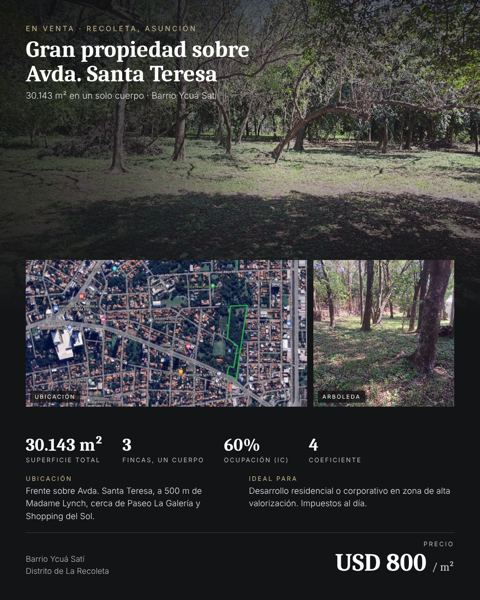 EN VENTA · RECOLETA, ASUNCIÓN
Gran propiedad sobre
Avda. Santa Teresa
30.143 m² en un solo cuerpo · Barrio Ycuá Satí
UBICACIÓN
ARBOLEDA
30.143 m²
SUPERFICIE TOTAL
3
FINCAS, UN CUERPO
60%
OCUPACIÓN (IC)
4
COEFICIENTE
UBICACIÓN
Frente sobre Avda. Santa Teresa, a 500 m de
Madame Lynch, cerca de Paseo La Galería y
Shopping del Sol.
IDEAL PARA
Desarrollo residencial o corporativo en zona de alta
valorización. Impuestos al día.
Barrio Ycuá Satí
Distrito de La Recoleta
PRECIO
USD 800 / m²